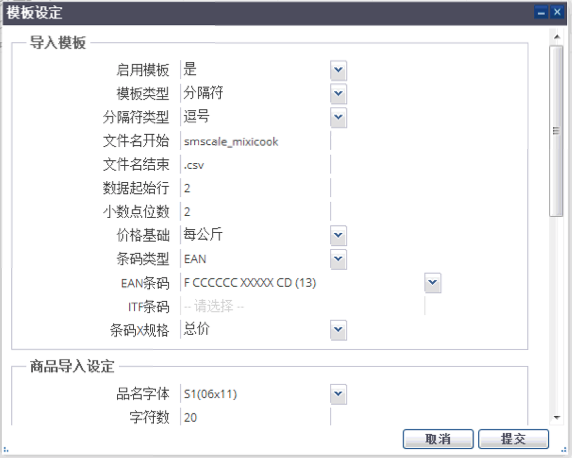 模板设定
导入模板
启用模板 是
模板类型 分隔符
分隔符类型 逗号
文件名开始 smscale_mixicook
文件名结束 .csv
数据起始行 2
小数点位数 2
价格基础 每公斤
条码类型 EAN
EAN条码 F CCCCCC XXXXX CD (13)
ITF条码 -- 请选择 --
条码X规格 总价
商品导入设定
品名字体 S1(06x11)
字符数 20
取消 提交